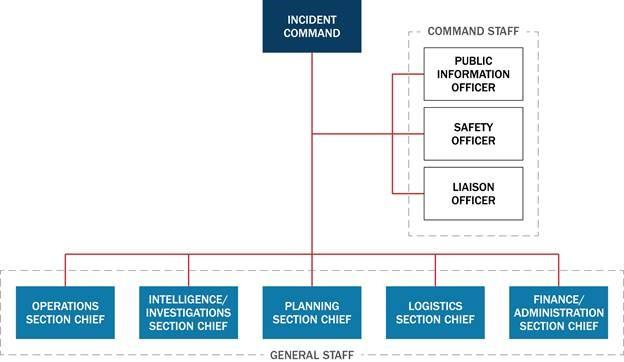 INCIDENT
COMMAND
COMMAND STAFF
PUBLIC
INFORMATION
OFFICER
SAFETY
OFFICER
LIAISON
OFFICER
OPERATIONS
SECTION CHIEF
INTELLIGENCE/
INVESTIGATIONS
SECTION CHIEF
PLANNING
SECTION CHIEF
LOGISTICS
SECTION CHIEF
FINANCE/
ADMINISTRATION
SECTION CHIEF
GENERAL STAFF